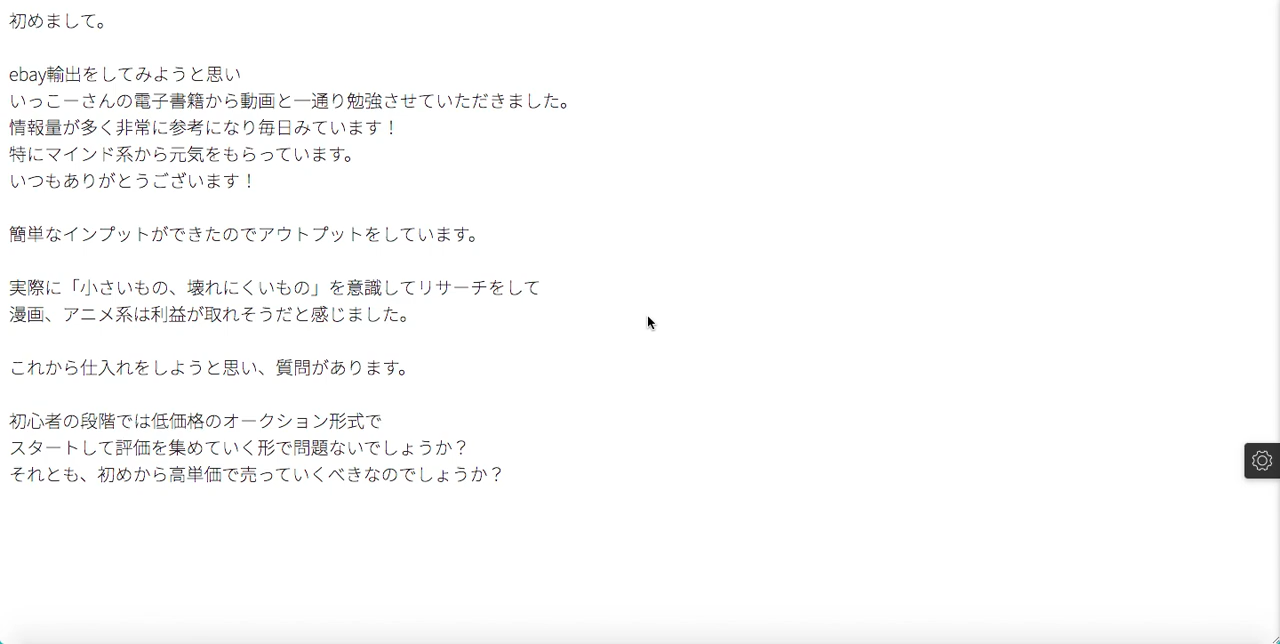 初めまして。
ebay輸出をしてみようと思い
いっこーさんの電子書籍から動画と一通り勉強させていただきました。
情報量が多く非常に参考になり毎日みています！
特にマインド系から元気をもらっています。
いつもありがとうございます！
簡単なインプットができたのでアウトプットをしています。
実際に「小さいもの、壊れにくいもの」を意識してリサーチをして
漫画、アニメ系は利益が取れそうだと感じました。
これから仕入れをしようと思い、質問があります。
初心者の段階では低価格のオークション形式で
スタートして評価を集めていく形で問題ないでしょうか？
それとも、初めから高単価で売っていくべきなのでしょうか？